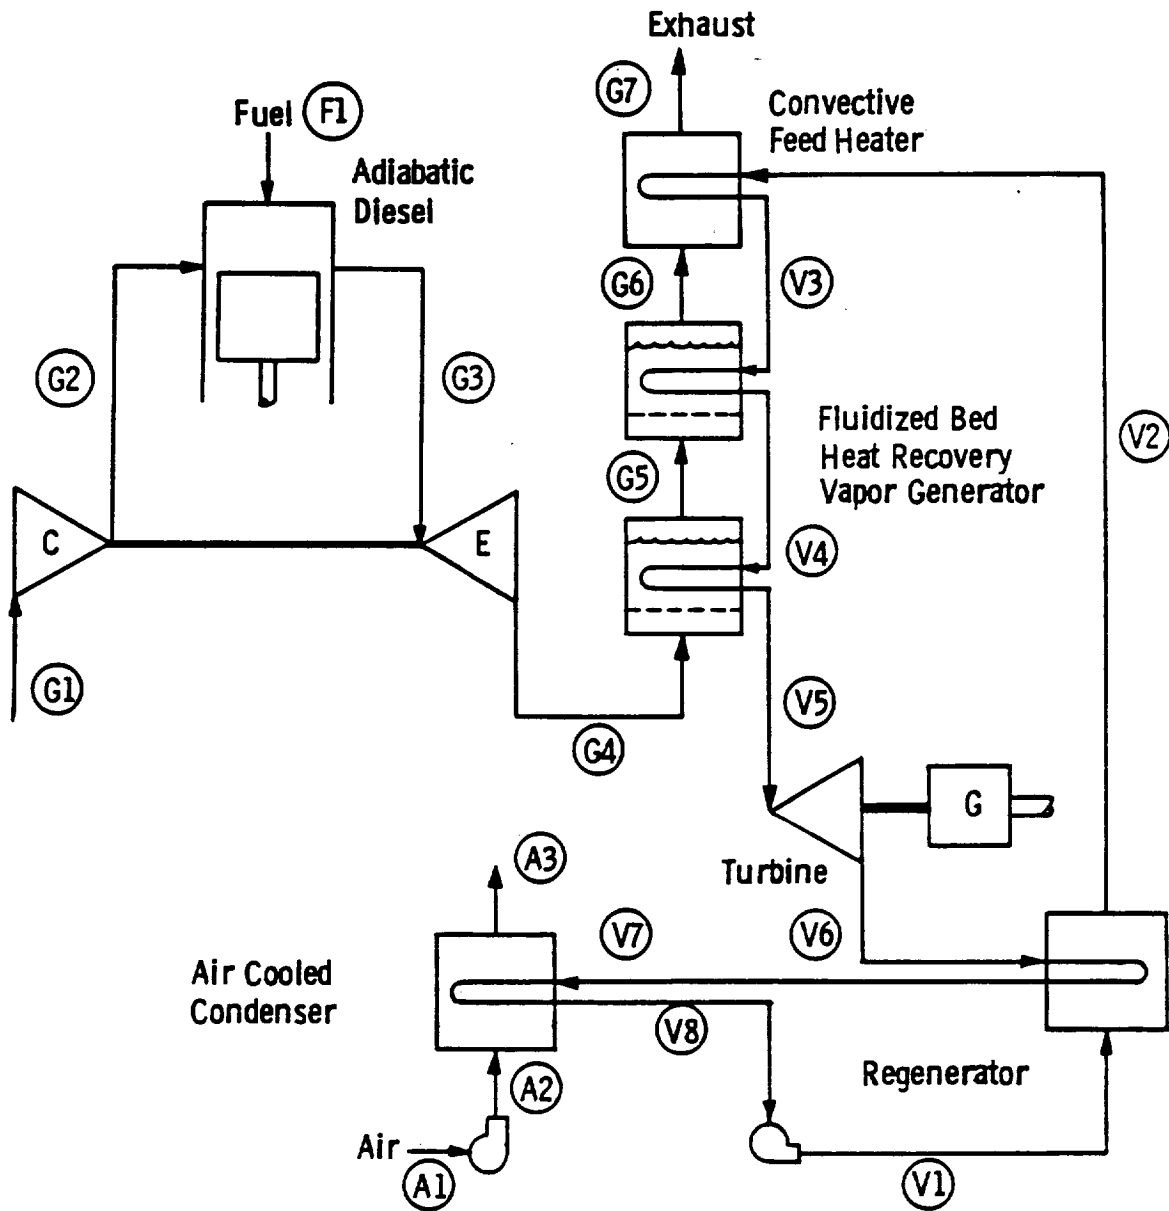 Exhaust
G7
Convective
Feed Heater
Fuel F1
Adiabatic
Diesel
G6
V3
G2
G3
Fluidized Bed
Heat Recovery
Vapor Generator
V2
G5
C
E
V4
G1
V5
G4
G
A3
Turbine
V7
V6
Air Cooled
Condenser
V8
Regenerator
A2
Air
A1
V1